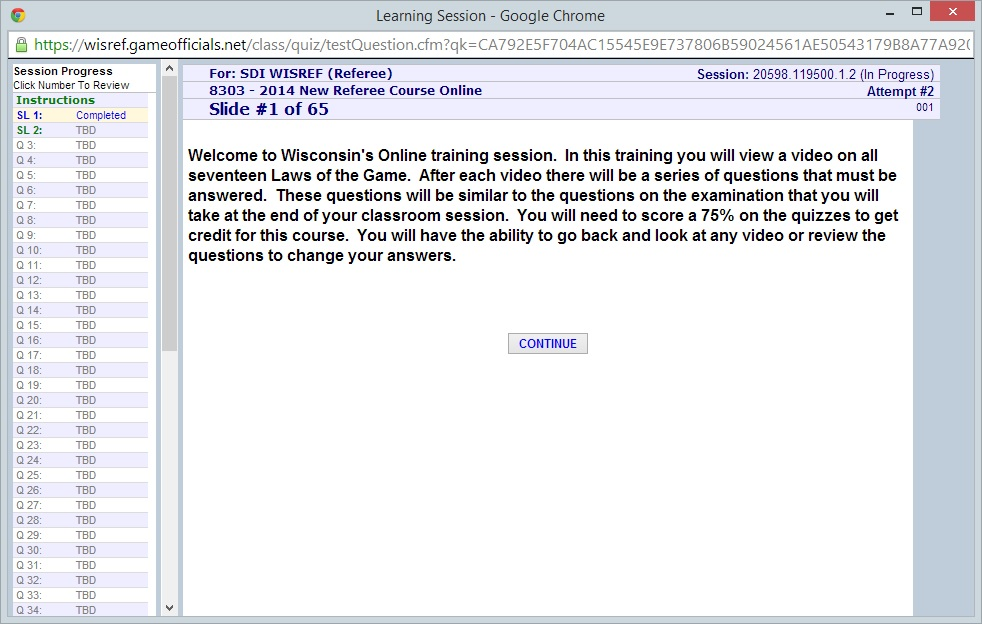 Learning Session - Google Chrome
https://wisref.gameofficials.net/class/quiz/testQuestion.cfm?qk=CA792E5F704AC15545E9E737806B59024561AE50543179B8A77A920
Session Progress
Click Number To Review
Instructions
SL 1: Completed
SL 2: TBD
Q 3: TBD
Q 4: TBD
Q 5: TBD
Q 6: TBD
Q 7: TBD
Q 8: TBD
Q 9: TBD
Q 10: TBD
Q 11: TBD
Q 12: TBD
Q 13: TBD
Q 14: TBD
Q 15: TBD
Q 16: TBD
Q 17: TBD
Q 18: TBD
Q 19: TBD
Q 20: TBD
Q 21: TBD
Q 22: TBD
Q 23: TBD
Q 24: TBD
Q 25: TBD
Q 26: TBD
Q 27: TBD
Q 28: TBD
Q 29: TBD
Q 30: TBD
Q 31: TBD
Q 32: TBD
Q 33: TBD
Q 34: TBD
For: SDI WISREF (Referee) Session: 20598.119500.1.2 (In Progress)
8303 - 2014 New Referee Course Online Attempt #2
Slide #1 of 65 001
Welcome to Wisconsin's Online training session. In this training you will view a video on all
seventeen Laws of the Game. After each video there will be a series of questions that must be
answered. These questions will be similar to the questions on the examination that you will
take at the end of your classroom session. You will need to score a 75% on the quizzes to get
credit for this course. You will have the ability to go back and look at any video or review the
questions to change your answers.
CONTINUE